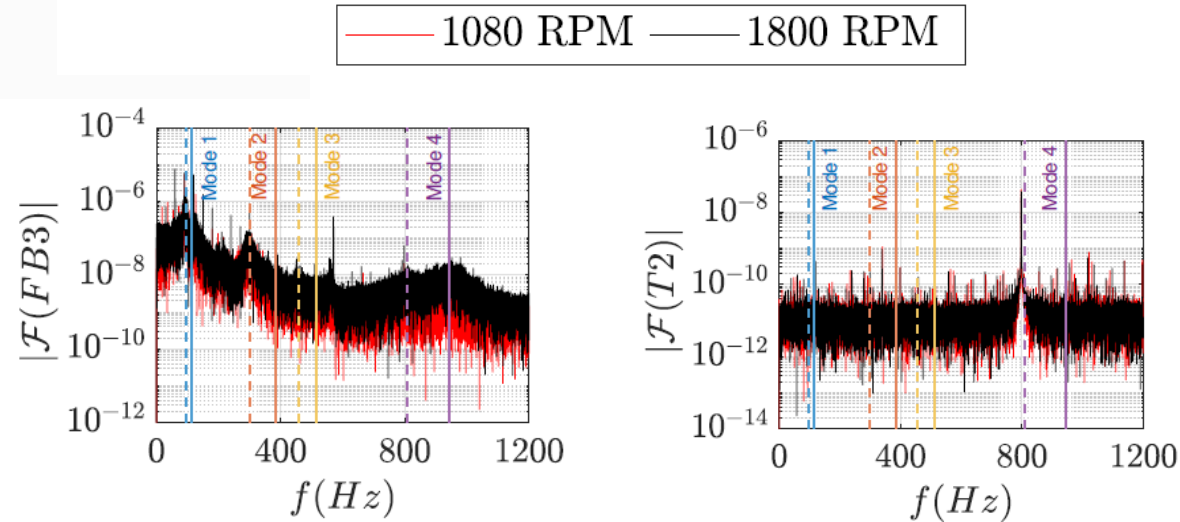 1080 RPM 1800 RPM
|F(FB3)|
10^-4
10^-6
10^-8
10^-10
10^-12
Mode 1
Mode 2
Mode 3
Mode 4
0 400 800 1200
f(Hz)
|F(T2)|
10^-6
10^-8
10^-10
10^-12
10^-14
Mode 1
Mode 2
Mode 3
Mode 4
0 400 800 1200
f(Hz)